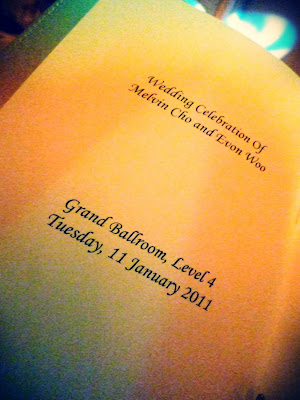 Wedding Celebration Of
Melvin Cho and Evon Woo
Grand Ballroom, Level 4
Tuesday, 11 January 2011